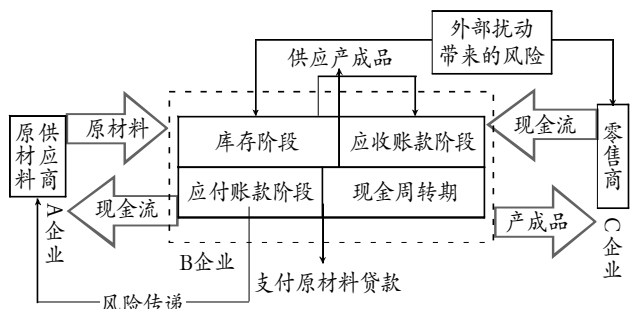 外部扰动
带来的风险
供应产成品
原材料
现金流
库存阶段
应收账款阶段
原材料
供应商
零售商
应付账款阶段
现金周转期
现金流
产成品
A企业
B企业
C企业
支付原材料贷款
风险传递